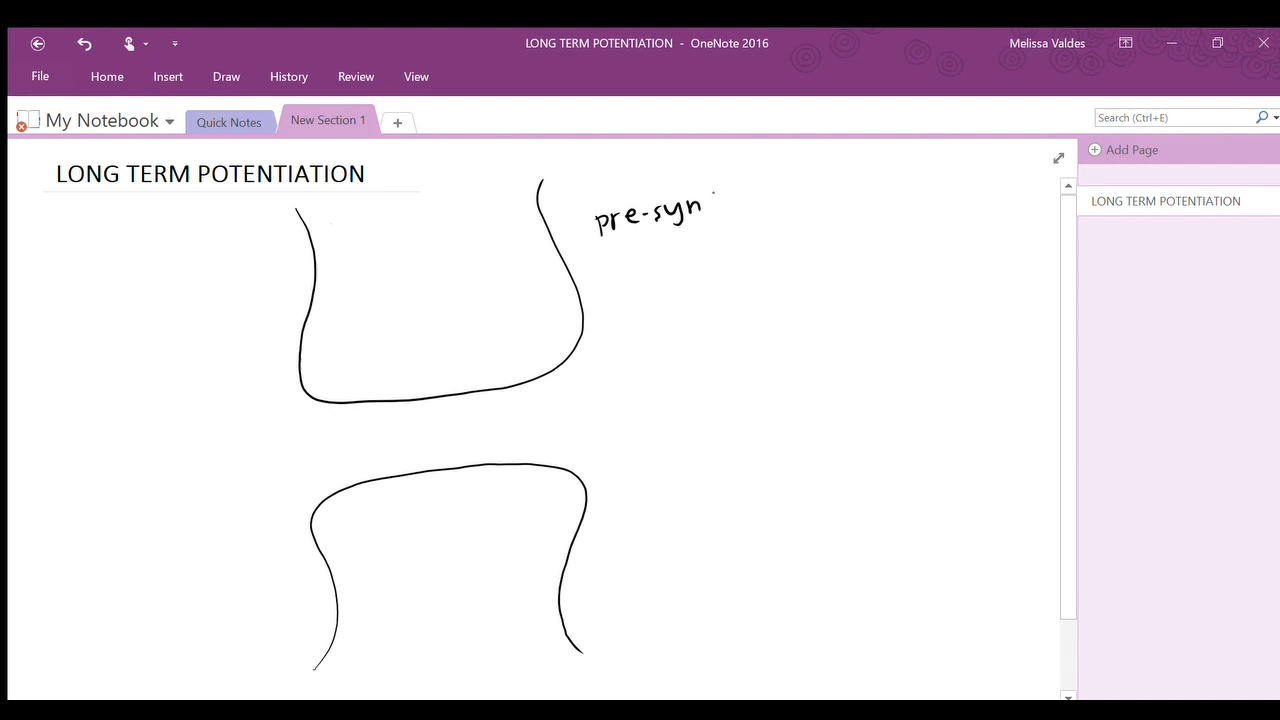 LONG TERM POTENTIATION - OneNote 2016
Melissa Valdes
File Home Insert Draw History Review View
My Notebook Quick Notes New Section 1 +
Search (Ctrl+E)
Add Page
LONG TERM POTENTIATION
LONG TERM POTENTIATION
pre-syn